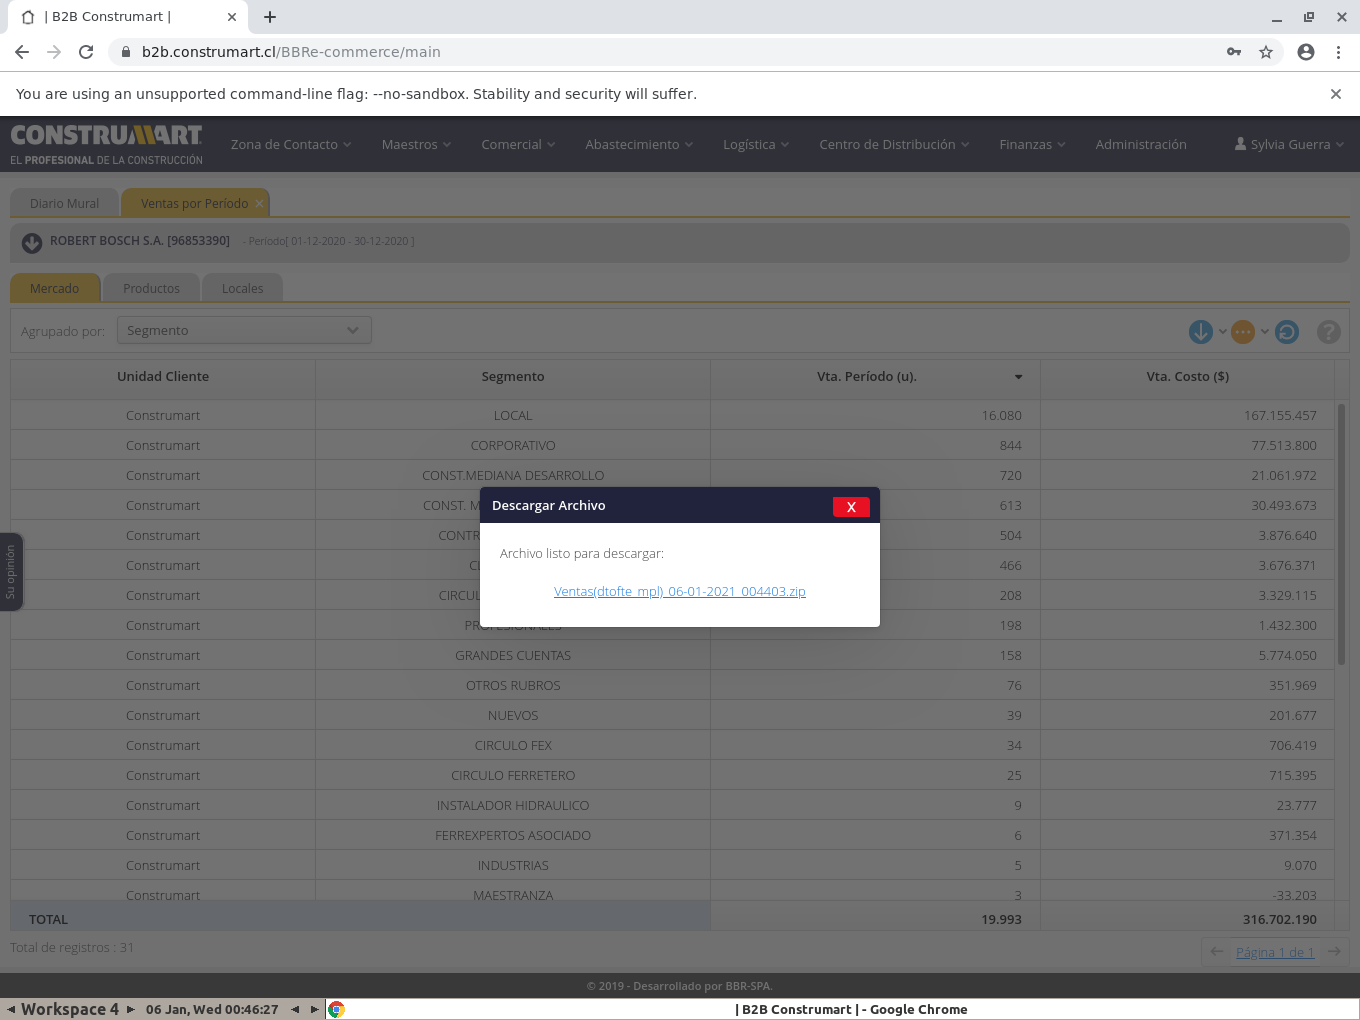 | B2B Construmart |
b2b.construmart.cl/BBRe-commerce/main
You are using an unsupported command-line flag: --no-sandbox. Stability and security will suffer.
CONSTRUMART
EL PROFESIONAL DE LA CONSTRUCCIÓN
Zona de Contacto Maestros Comercial Abastecimiento Logística Centro de Distribución Finanzas Administración Sylvia Guerra
Diario Mural Ventas por Período
ROBERT BOSCH S.A. [96853390] - Período[ 01-12-2020 - 30-12-2020 ]
Mercado Productos Locales
Agrupado por: Segmento
Unidad Cliente Segmento Vta. Período (u). Vta. Costo ($)
Construmart LOCAL 16.080 167.155.457
Construmart CORPORATIVO 844 77.513.800
Construmart CONST.MEDIANA DESARROLLO 720 21.061.972
Construmart CONST. 613 30.493.673
Construmart 504 3.876.640
Construmart 466 3.676.371
Construmart 208 3.329.115
Construmart PROFESIONALES 198 1.432.300
Construmart GRANDES CUENTAS 158 5.774.050
Construmart OTROS RUBROS 76 351.969
Construmart NUEVOS 39 201.677
Construmart CIRCULO FEX 34 706.419
Construmart CIRCULO FERRETERO 25 715.395
Construmart INSTALADOR HIDRAULICO 9 23.777
Construmart FERREXPERTOS ASOCIADO 6 371.354
Construmart INDUSTRIAS 5 9.070
Construmart MAESTRANZA 3 -33.203
TOTAL 19.993 316.702.190
Total de registros : 31
Página 1 de 1
Su opinión
Descargar Archivo X
Archivo listo para descargar:
Ventas(dtofte_mpl)_06-01-2021_004403.zip
© 2019 - Desarrollado por BBR-SPA.
Workspace 4 06 Jan, Wed 00:46:27 | B2B Construmart | - Google Chrome